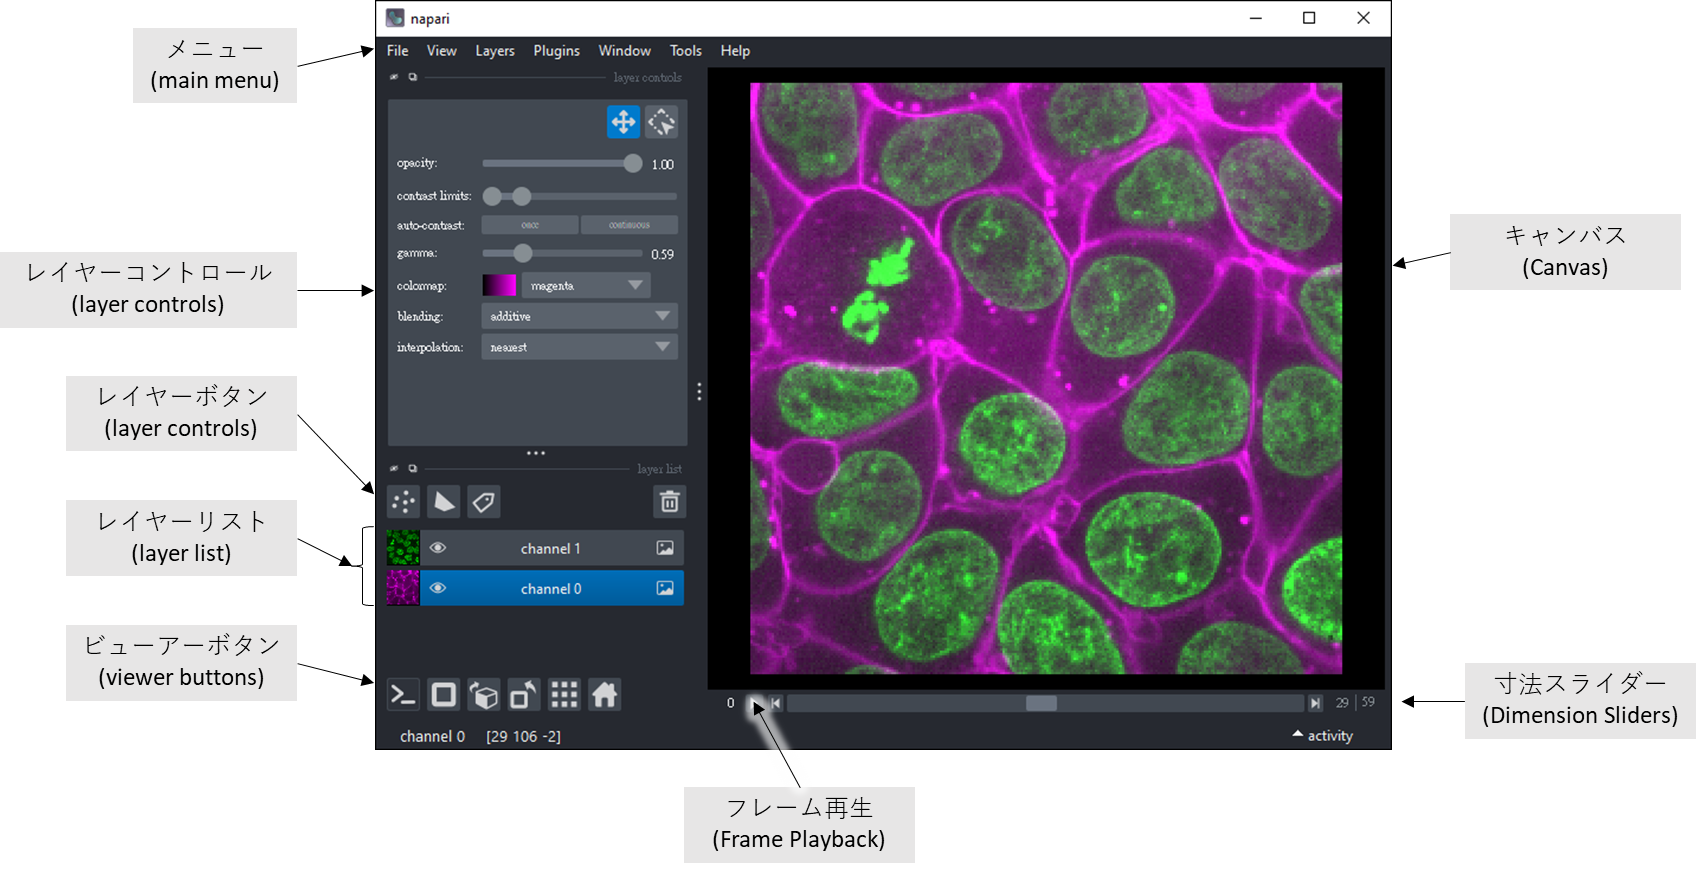 napari
メニュー
(main menu)
File View Layers Plugins Window Tools Help
layer controls
opacity: 1.00
contrast limits:
auto-contrast: once continuous
gamma: 0.59
colormap: magenta
blending: additive
interpolation: nearest
レイヤーコントロール
(layer controls)
キャンバス
(Canvas)
レイヤーボタン
(layer controls)
layer list
レイヤーリスト
(layer list)
channel 1
channel 0
ビューアーボタン
(viewer buttons)
0 29 59
寸法スライダー
(Dimension Sliders)
channel 0 [29 106 -2]
activity
フレーム再生
(Frame Playback)